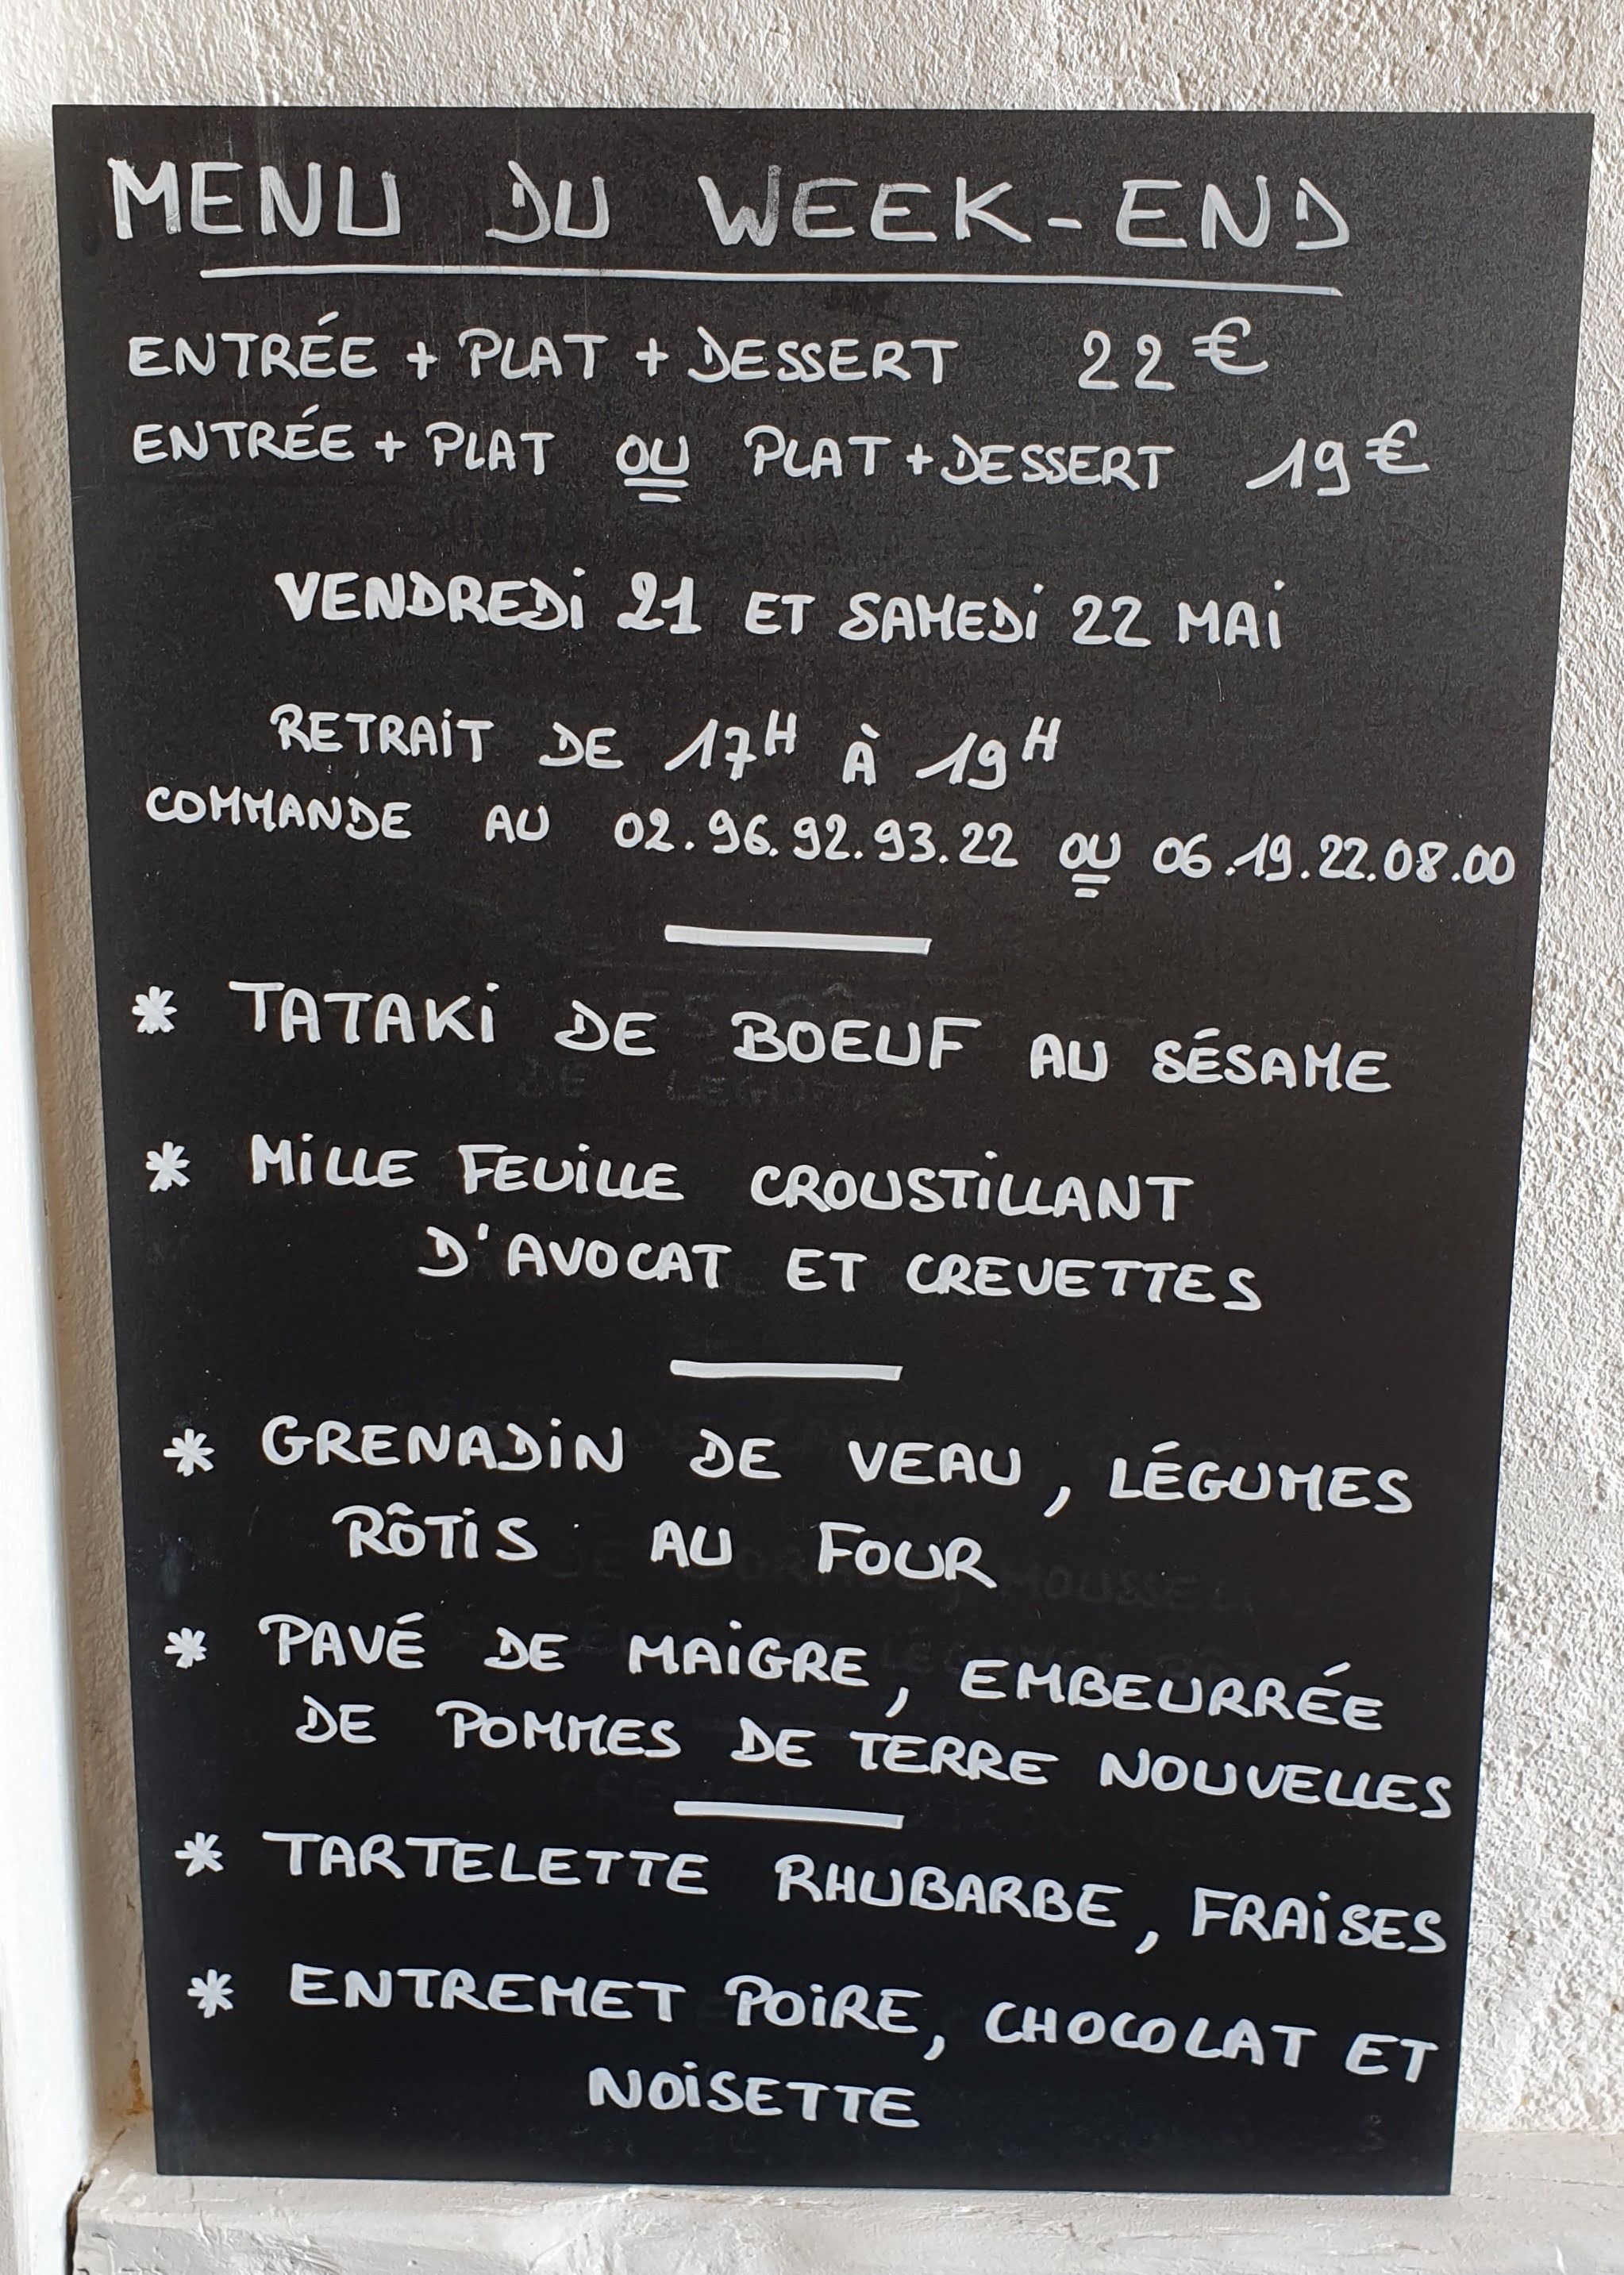 MENU DU WEEK-END
ENTRÉE + PLAT + DESSERT 22€
ENTRÉE + PLAT OU PLAT + DESSERT 19€
VENDREDI 21 ET SAMEDI 22 MAI
RETRAIT DE 17H À 19H
COMMANDE AU 02.96.92.93.22 OU 06.19.22.08.00
* TATAKI DE BOEUF AU SÉSAME
* MILLE FEUILLE CROUSTILLANT
D'AVOCAT ET CREVETTES
* GRENADIN DE VEAU, LÉGUMES
RÔTIS AU FOUR
* PAVÉ DE MAIGRE, EMBEURRÉE
DE POMMES DE TERRE NOUVELLES
* TARTELETTE RHUBARBE, FRAISES
* ENTREMET POIRE, CHOCOLAT ET
NOISETTE